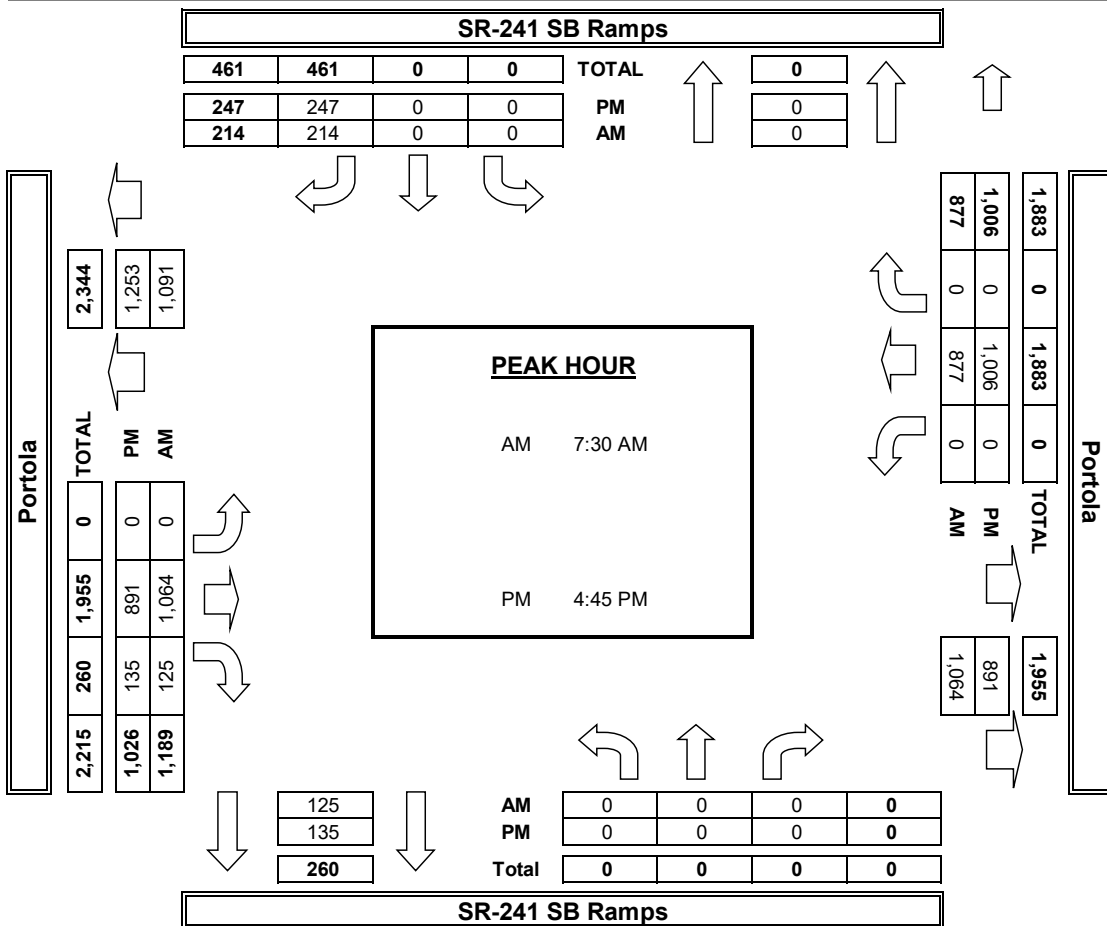 SR-241 SB Ramps
461 461 0 0 TOTAL 0
247 247 0 0 PM 0
214 214 0 0 AM 0
Portola
2,344
1,253
1,091
TOTAL
PM
AM
0 1,955 260 2,215
0 891 135 1,026
0 1,064 125 1,189
PEAK HOUR
AM 7:30 AM
PM 4:45 PM
1,883 0 1,883 0 TOTAL
1,006 0 1,006 0 PM
877 0 877 0 AM
1,955
891
1,064
Portola
125 AM 0 0 0 0
135 PM 0 0 0 0
260 Total 0 0 0 0
SR-241 SB Ramps